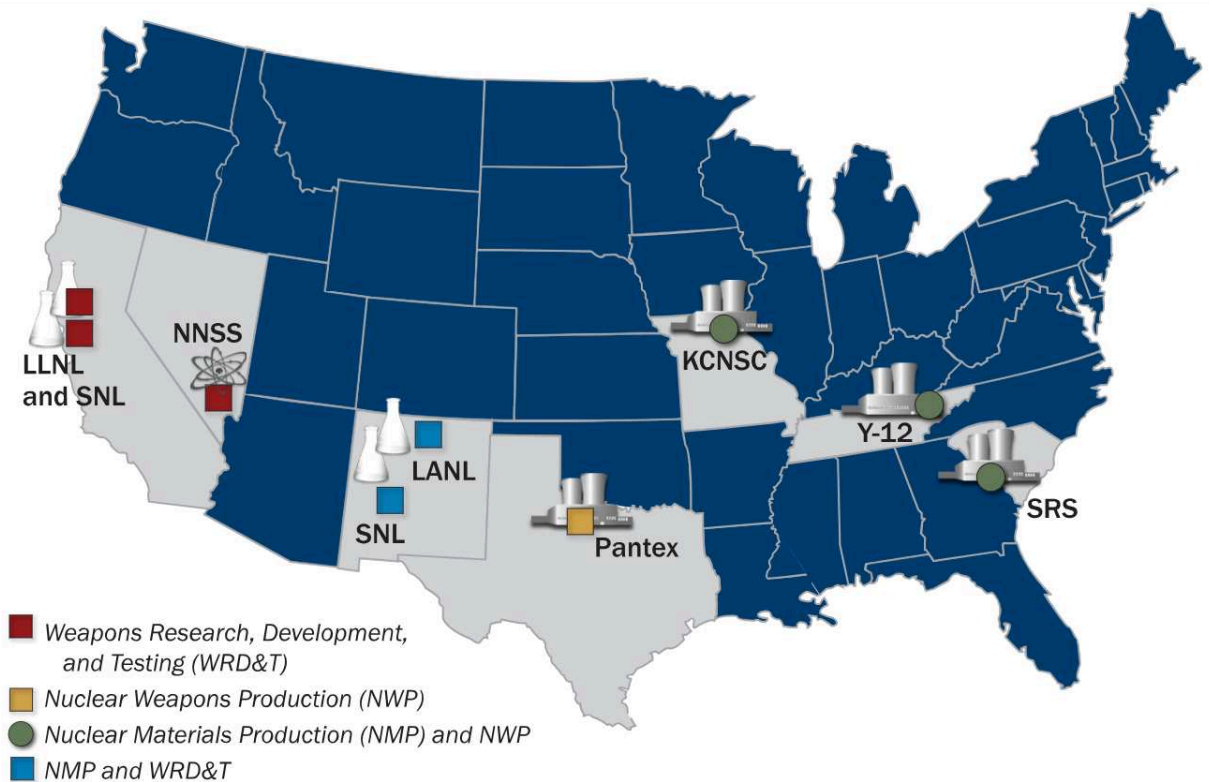 NNSS
LLNL
and SNL
KCNSC
Y-12
LANL
SNL
Pantex
SRS
Weapons Research, Development,
and Testing (WRD&T)
Nuclear Weapons Production (NWP)
Nuclear Materials Production (NMP) and NWP
NMP and WRD&T